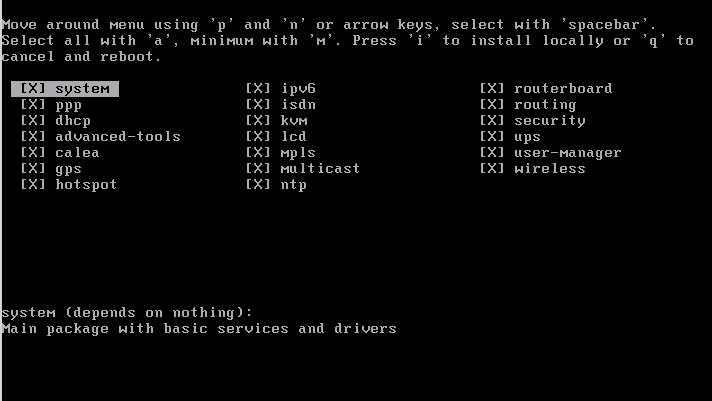 Move around menu using 'p' and 'n' or arrow keys, select with 'spacebar'.
Select all with 'a', minimum with 'm'. Press 'i' to install locally or 'q' to
cancel and reboot.
[X] system [X] ipv6 [X] routerboard
[X] ppp [X] isdn [X] routing
[X] dhcp [X] kvm [X] security
[X] advanced-tools [X] lcd [X] ups
[X] calea [X] mpls [X] user-manager
[X] gps [X] multicast [X] wireless
[X] hotspot [X] ntp
system (depends on nothing):
Main package with basic services and drivers